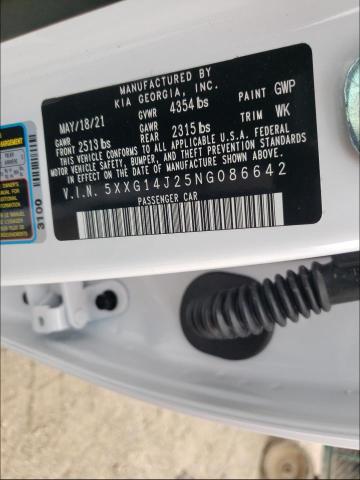 MANUFACTURED BY
KIA GEORGIA, INC.
MAY/18/21 GVWR 4354 lbs PAINT GWP
GAWR FRONT 2513 lbs GAWR REAR 2315 lbs TRIM WK
THIS VEHICLE CONFORMS TO ALL APPLICABLE U.S.A. FEDERAL
MOTOR VEHICLE SAFETY, BUMPER, AND THEFT PREVENTION
STANDARDS IN EFFECT ON THE DATE OF MANUFACTURE SHOWN ABOVE.
V.I.N. 5XXG14J25NG086642
PASSENGER CAR
3100